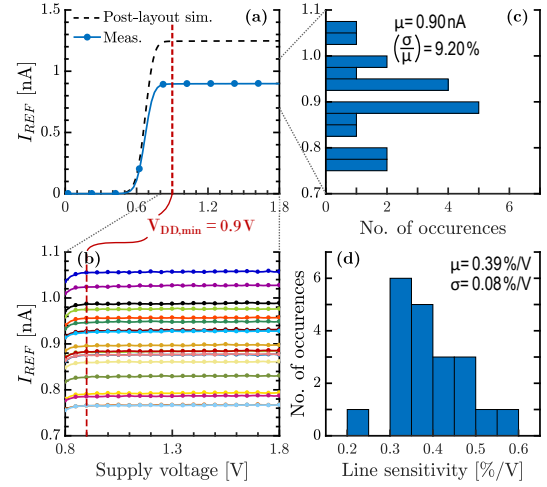 Post-layout sim.
Meas.
(a)
I_REF [nA]
1.5
1.0
0.5
0
0 0.6 1.2 1.8
V_DD,min = 0.9 V
(c)
μ = 0.90nA
(σ/μ) = 9.20%
1.1
1.0
0.9
0.8
0.7
0 2 4 6
No. of occurences
(b)
I_REF [nA]
1.1
1.0
0.9
0.8
0.7
0.8 1.3 1.8
Supply voltage [V]
(d)
μ = 0.39%/V
σ = 0.08%/V
No. of occurences
6
4
2
0
0.2 0.3 0.4 0.5 0.6
Line sensitivity [%/V]